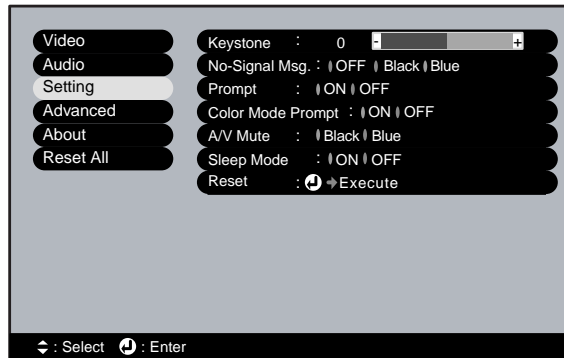 Video
Audio
Setting
Advanced
About
Reset All
Keystone : 0 - +
No-Signal Msg. : OFF Black Blue
Prompt : ON OFF
Color Mode Prompt : ON OFF
A/V Mute : Black Blue
Sleep Mode : ON OFF
Reset : Execute
: Select : Enter